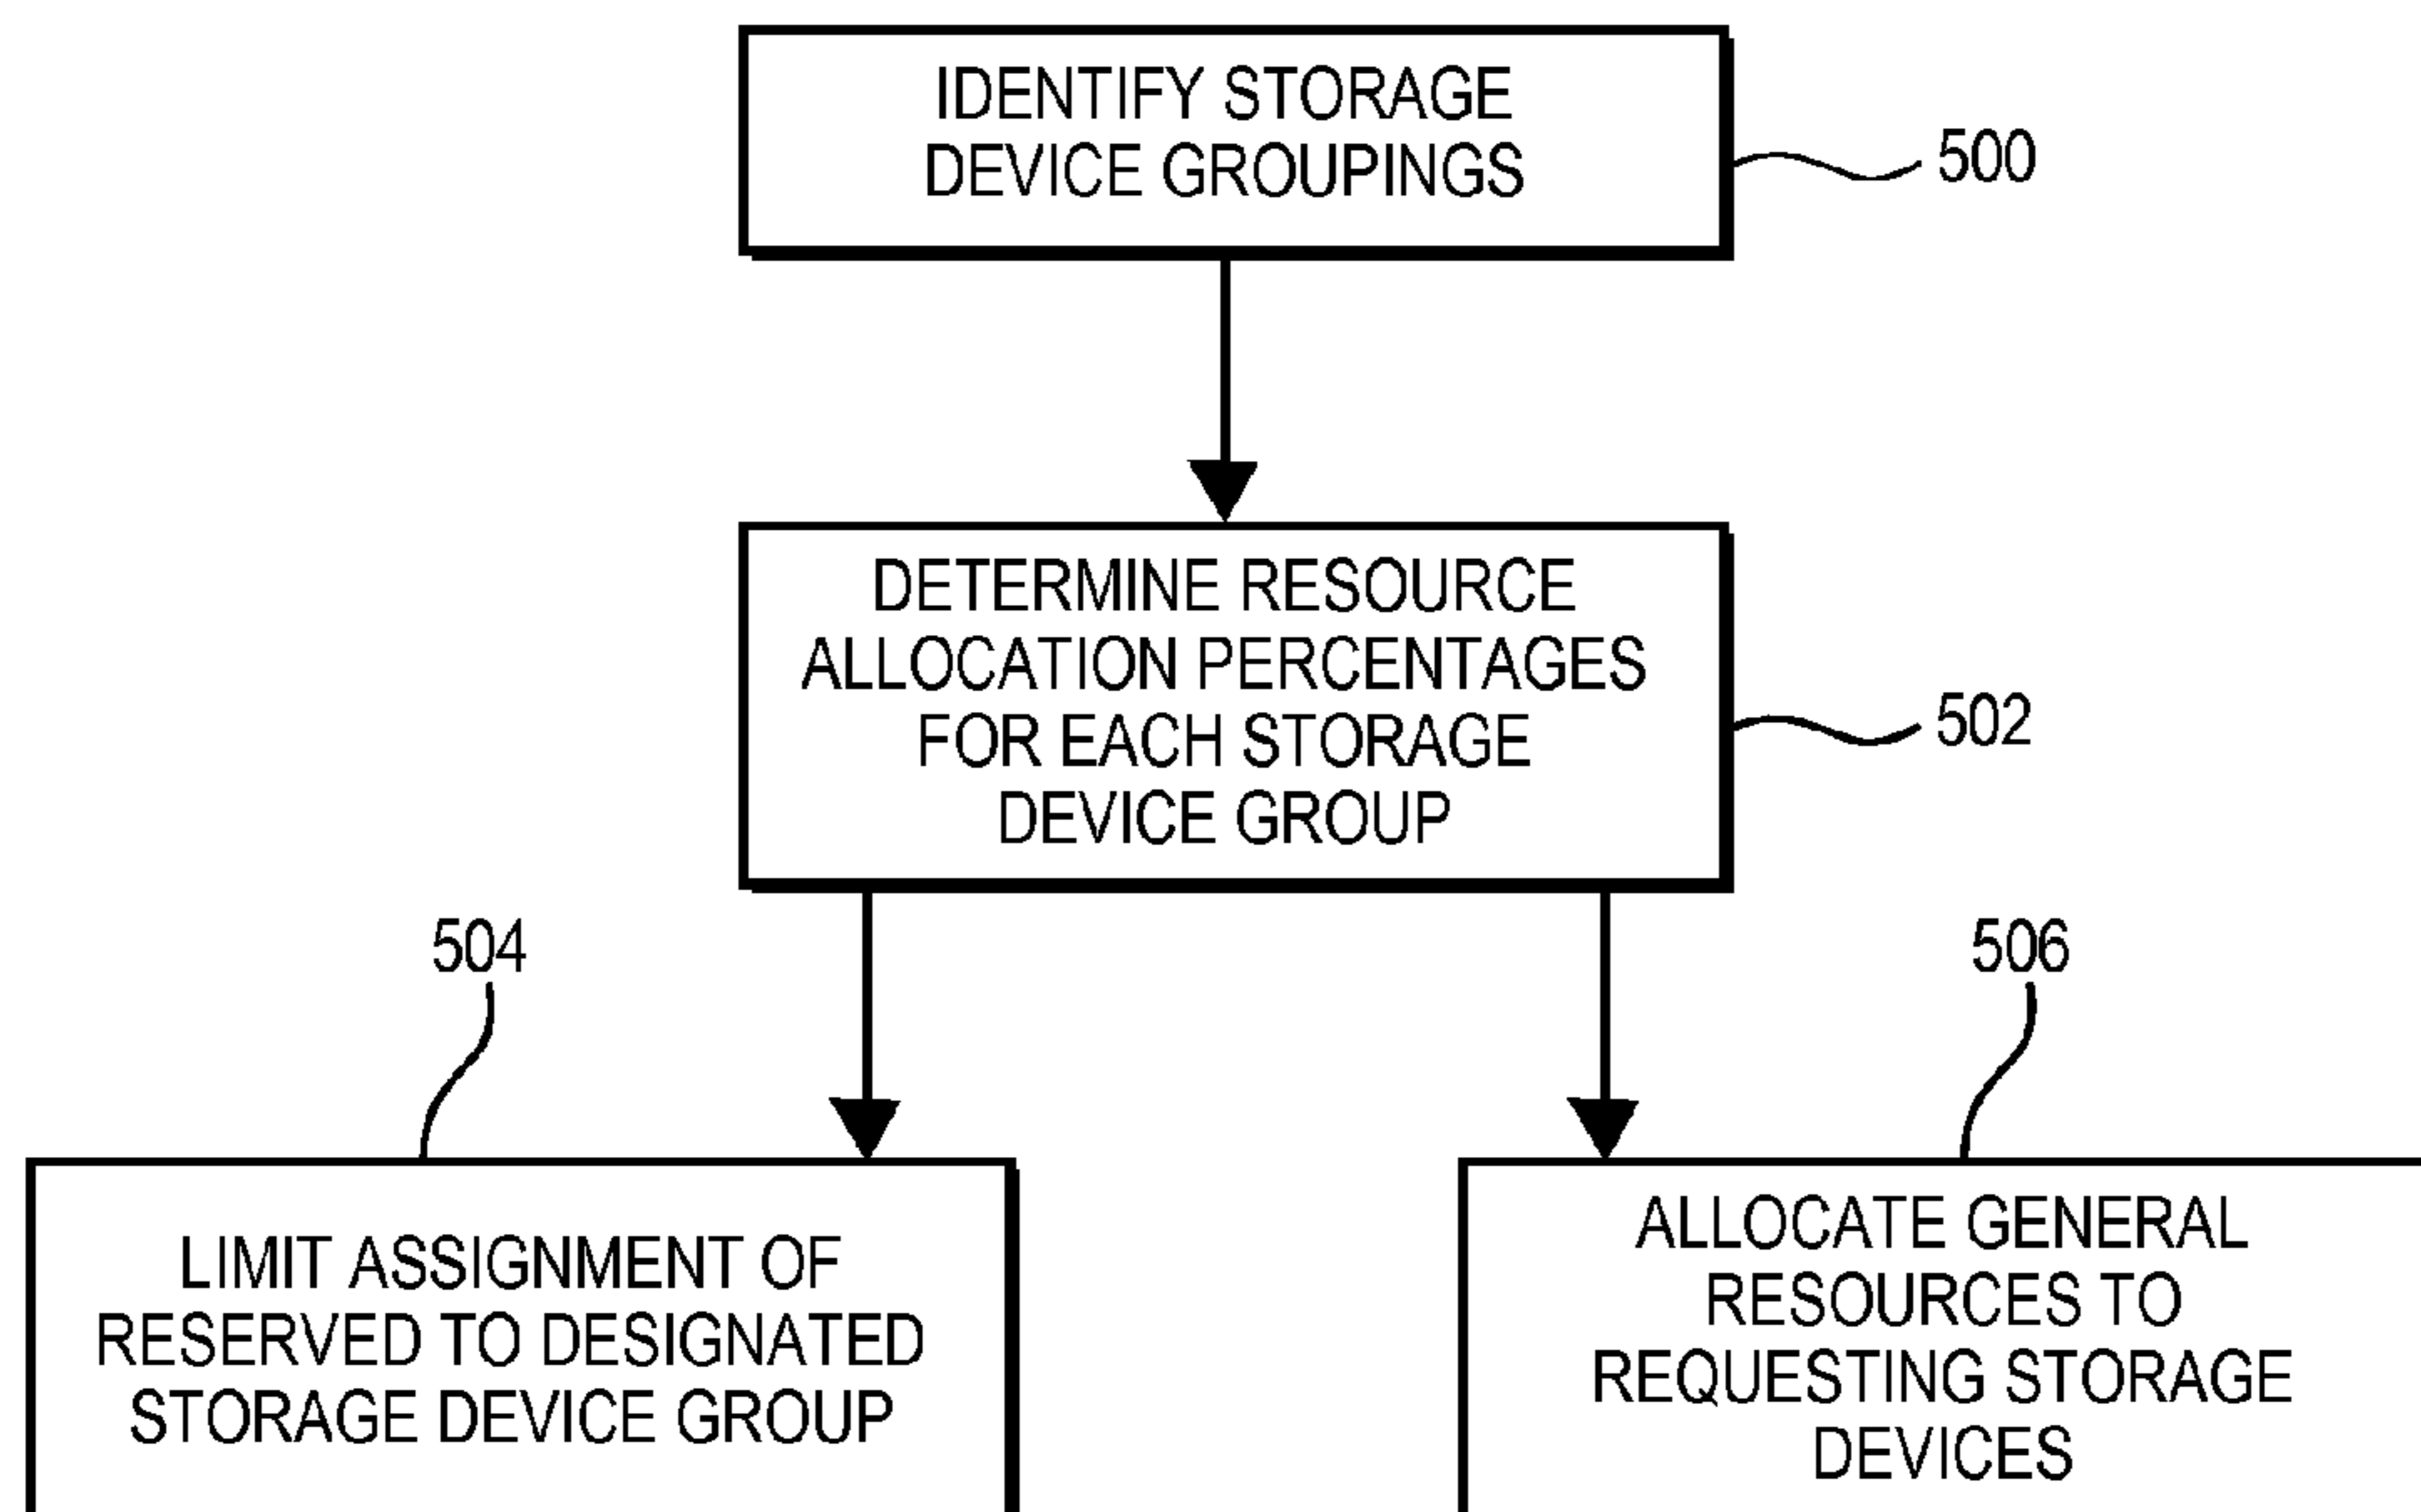 IDENTIFY STORAGE
DEVICE GROUPINGS
500
DETERMINE RESOURCE
ALLOCATION PERCENTAGES
FOR EACH STORAGE
DEVICE GROUP
502
504
506
LIMIT ASSIGNMENT OF
RESERVED TO DESIGNATED
STORAGE DEVICE GROUP
ALLOCATE GENERAL
RESOURCES TO
REQUESTING STORAGE
DEVICES